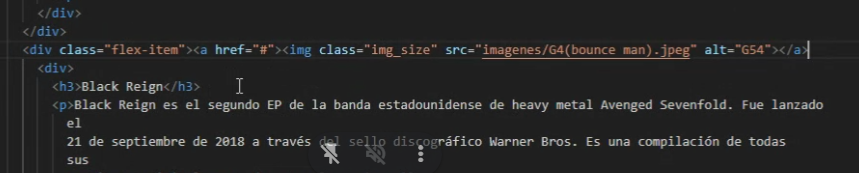 </div>
</div>
<div class="flex-item"><a href="#"><img class="img_size" src="imagenes/G4(bounce man).jpeg" alt="G54"></a>
<div>
<h3>Black Reign</h3>
<p>Black Reign es el segundo EP de la banda estadounidense de heavy metal Avenged Sevenfold. Fue lanzado
el
21 de septiembre de 2018 a través del sello discográfico Warner Bros. Es una compilación de todas
sus